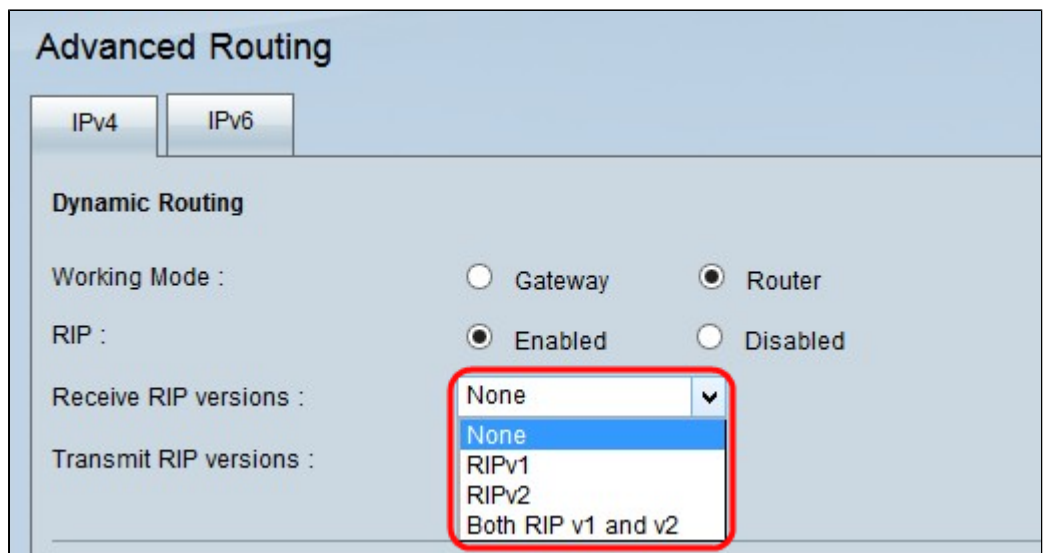 Advanced Routing
IPv4 IPv6
Dynamic Routing
Working Mode : Gateway Router
RIP : Enabled Disabled
Receive RIP versions : None
None
Transmit RIP versions : RIPv1
RIPv2
Both RIP v1 and v2